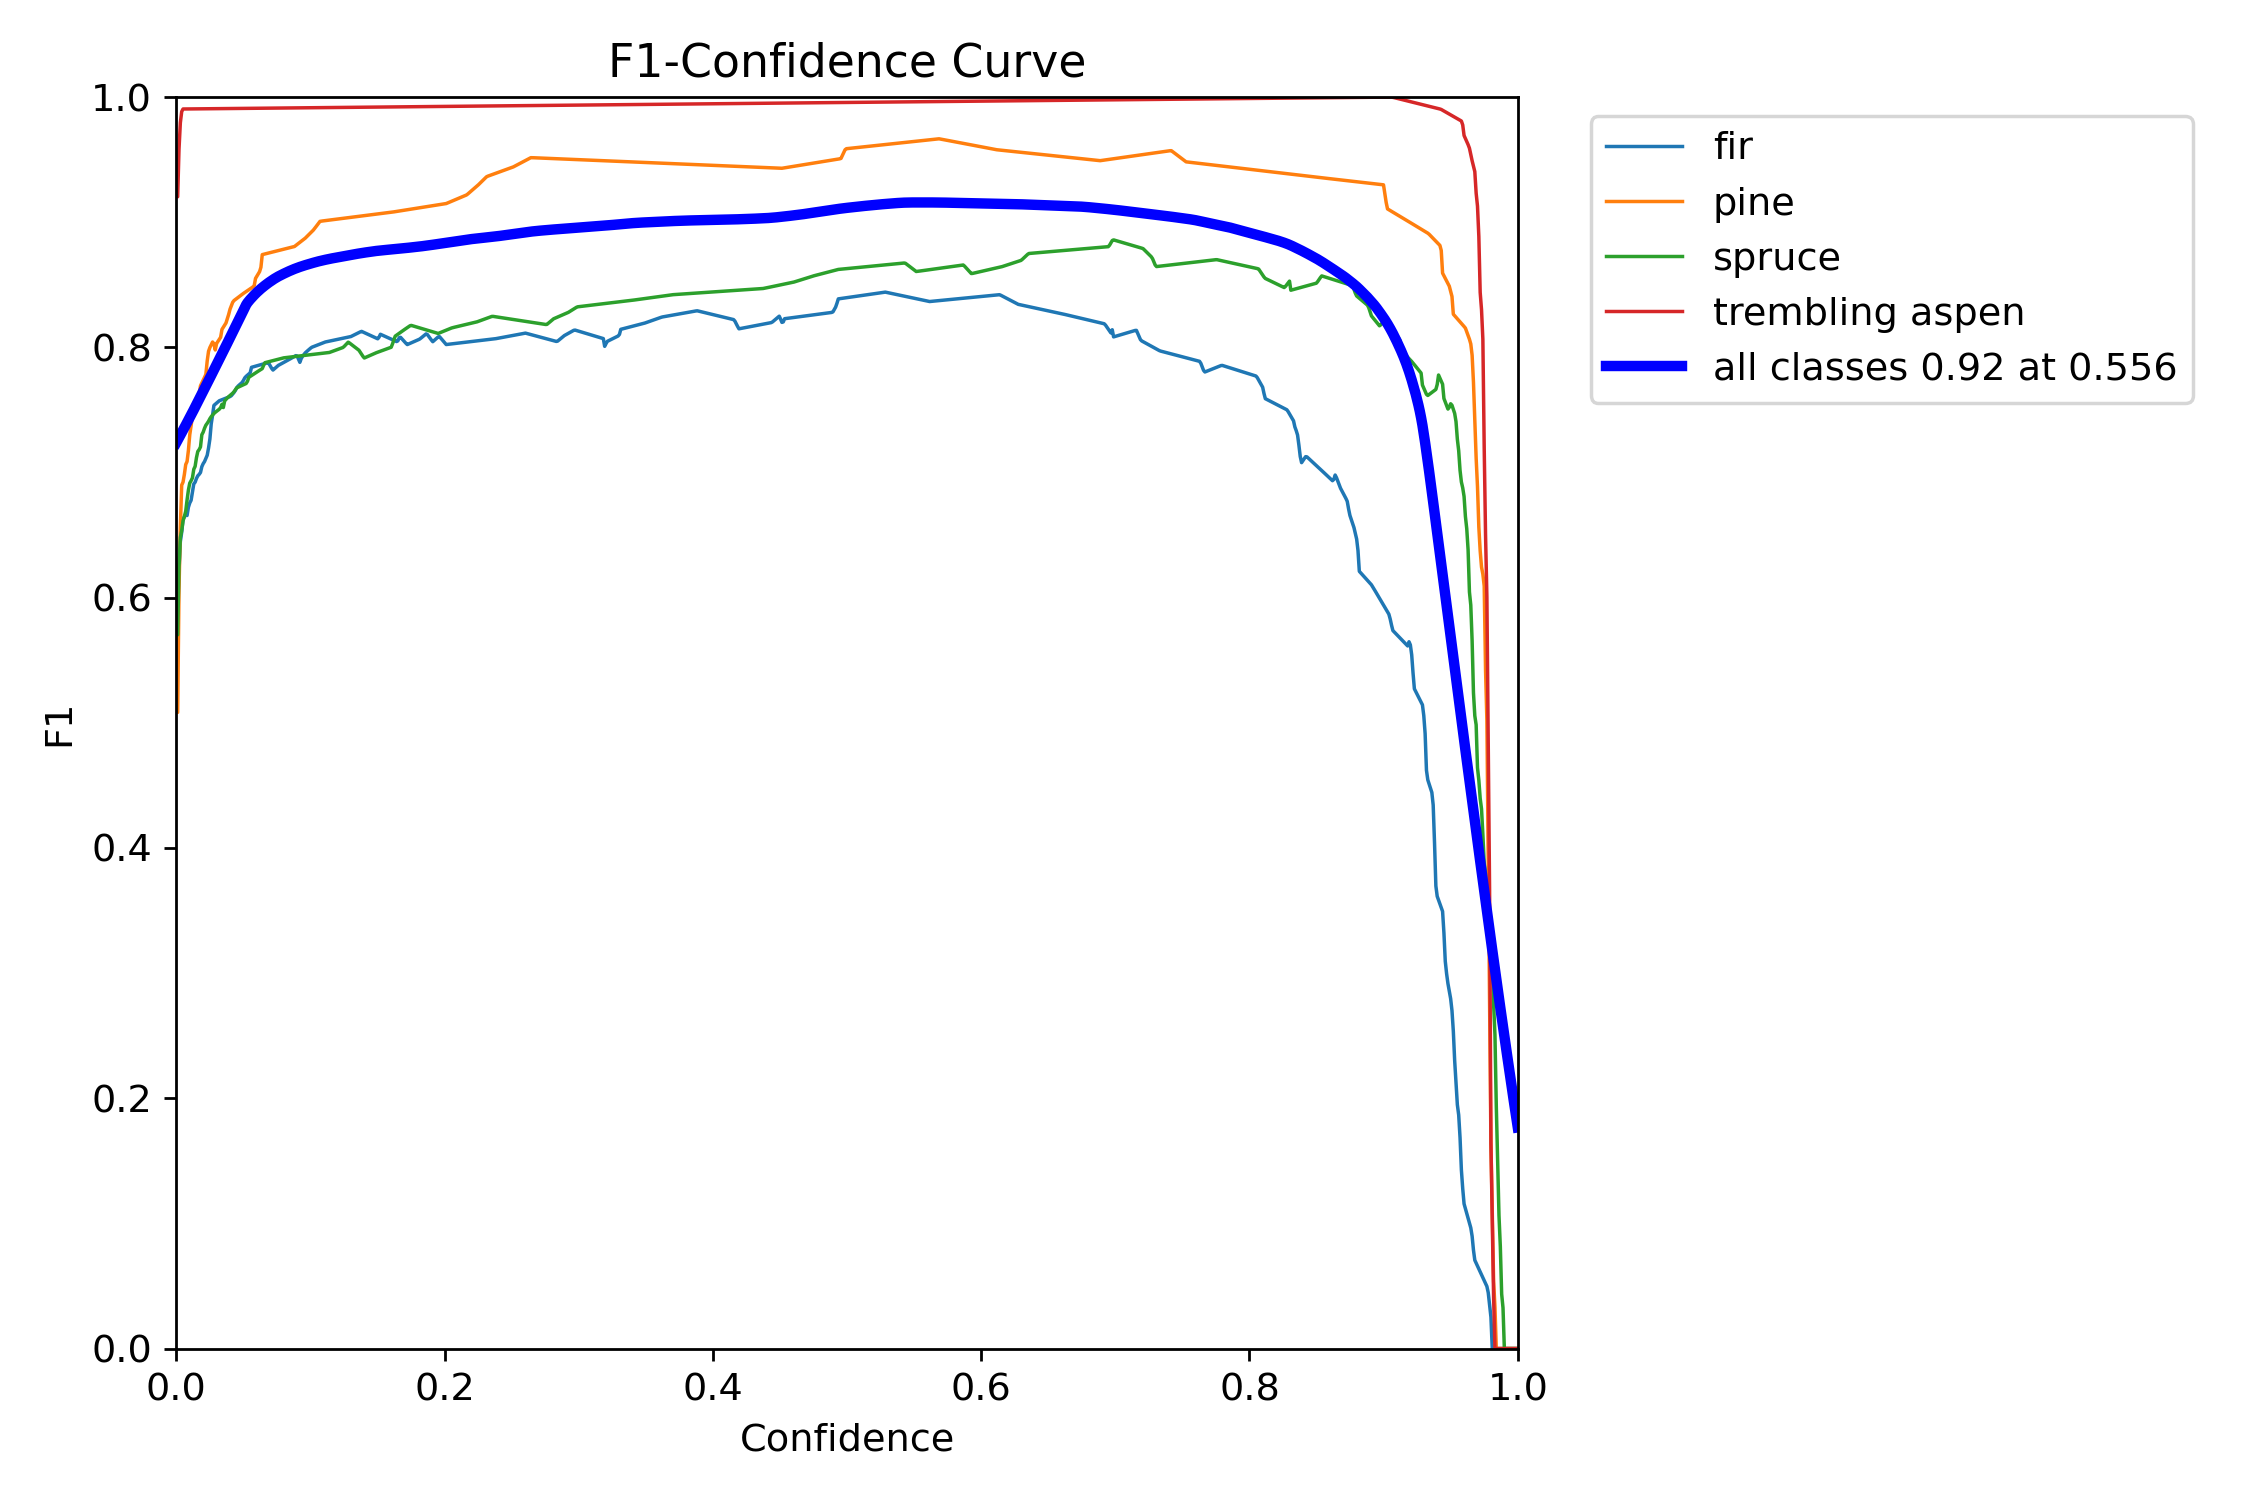 F1-Confidence Curve
1.0
0.8
0.6
0.4
0.2
0.0
F1
0.0 0.2 0.4 0.6 0.8 1.0
Confidence
fir
pine
spruce
trembling aspen
all classes 0.92 at 0.556